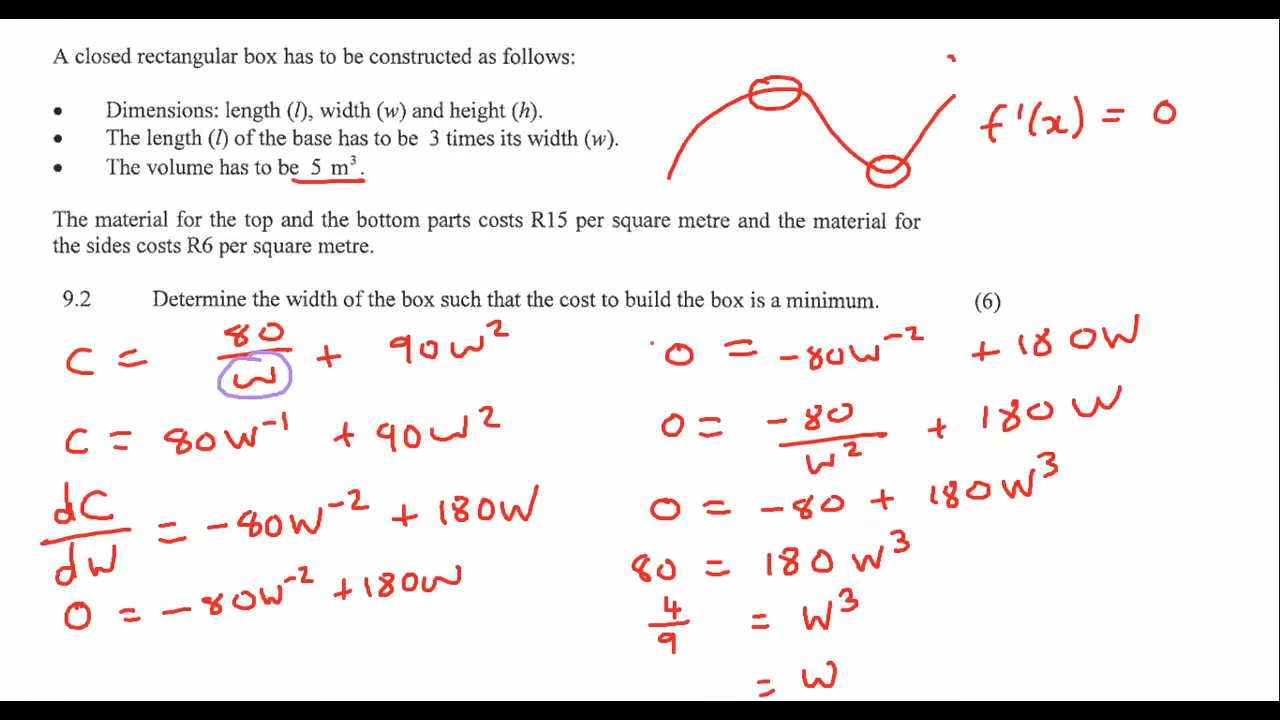 A closed rectangular box has to be constructed as follows:
• Dimensions: length (l), width (w) and height (h).
• The length (l) of the base has to be 3 times its width (w).
• The volume has to be 5 m³.
f'(x) = 0
The material for the top and the bottom parts costs R15 per square metre and the material for
the sides costs R6 per square metre.
9.2 Determine the width of the box such that the cost to build the box is a minimum. (6)
C = 80/w + 90w²
C = 80w⁻¹ + 90w²
dC/dw = -80w⁻² + 180w
0 = -80w⁻² + 180w
0 = -80w⁻² + 180w
0 = -80/w² + 180w
0 = -80 + 180w³
80 = 180w³
4/9 = w³
= w